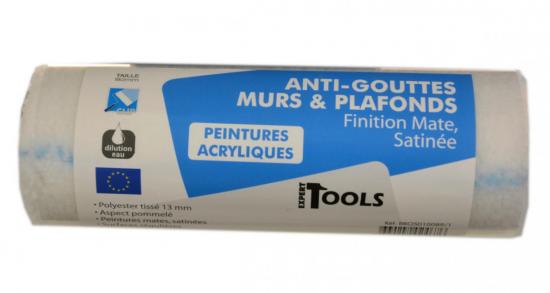 TAILLE
ANTI-GOUTTES
MURS & PLAFONDS
Finition Mate,
Satinée
PEINTURES
ACRYLIQUES
dilution
eau
• Polyester tissé 13 mm
• Aspect pommelé
• Peintures mates, satinées
EXPERT
TOOLS